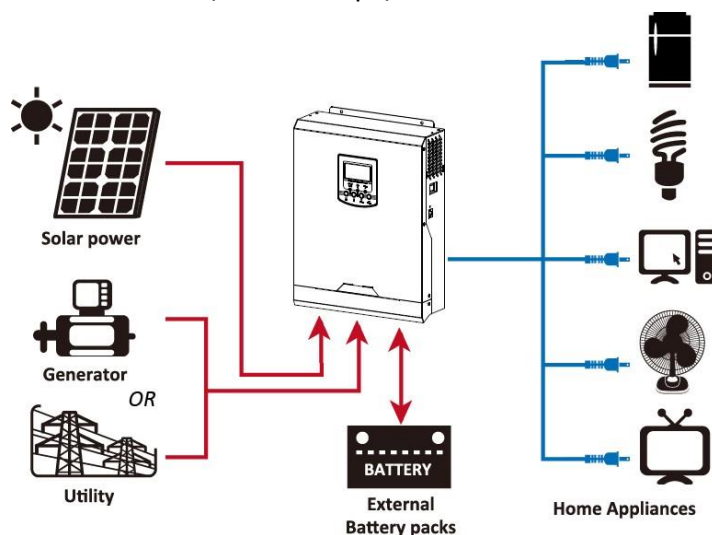 Solar power
Generator
OR
Utility
BATTERY
External
Battery packs
Home Appliances